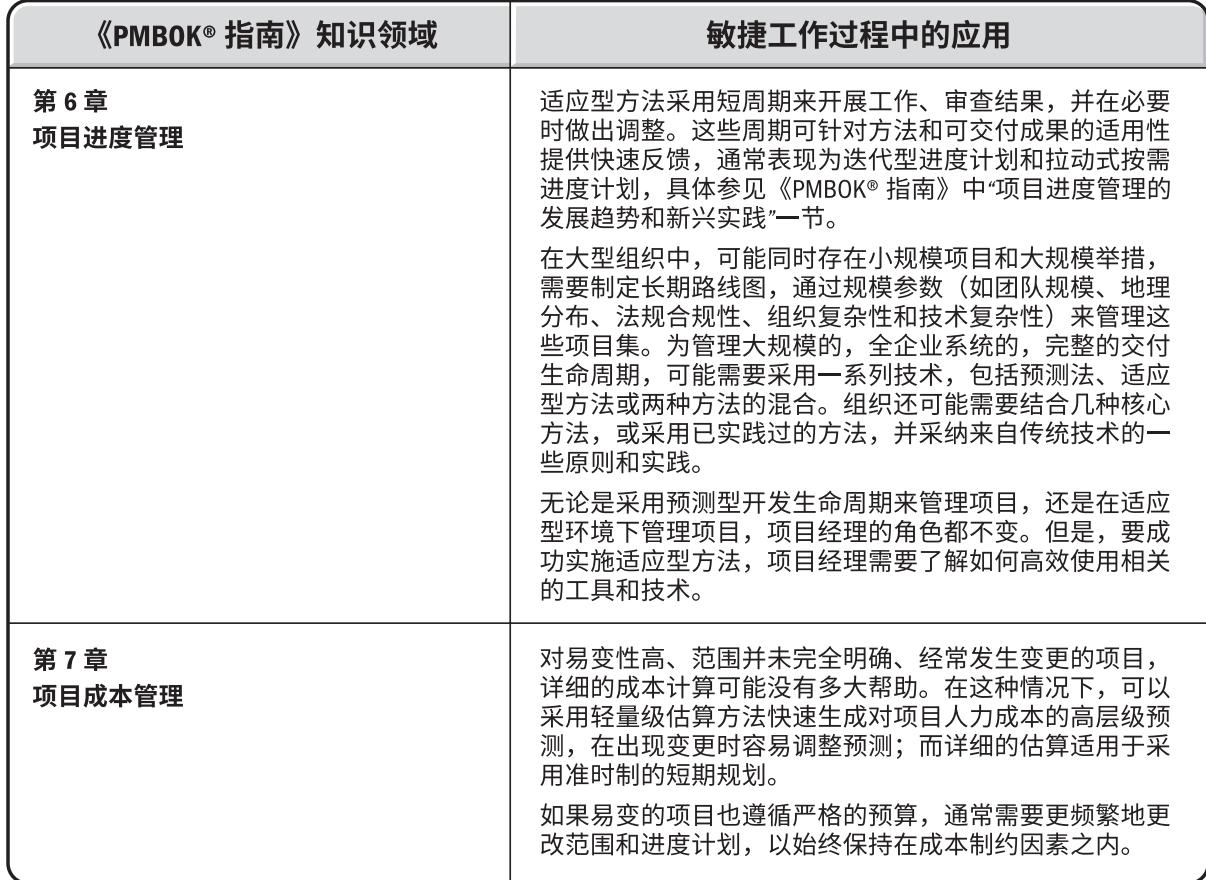 《PMBOK® 指南》知识领域
敏捷工作过程中的应用
第 6 章
项目进度管理
适应型方法采用短周期来开展工作、审查结果，并在必要
时做出调整。这些周期可针对方法和可交付成果的适用性
提供快速反馈，通常表现为迭代型进度计划和拉动式按需
进度计划，具体参见《PMBOK® 指南》中“项目进度管理的
发展趋势和新兴实践”一节。
在大型组织中，可能同时存在小规模项目和大规模举措，
需要制定长期路线图，通过规模参数（如团队规模、地理
分布、法规合规性、组织复杂性和技术复杂性）来管理这
些项目集。为管理大规模的，全企业系统的，完整的交付
生命周期，可能需要采用一系列技术，包括预测法、适应
型方法或两种方法的混合。组织还可能需要结合几种核心
方法，或采用已实践过的方法，并采纳来自传统技术的一
些原则和实践。
无论是采用预测型开发生命周期来管理项目，还是在适应
型环境下管理项目，项目经理的角色都不变。但是，要成
功实施适应型方法，项目经理需要了解如何高效使用相关
的工具和技术。
第 7 章
项目成本管理
对易变性高、范围并未完全明确、经常发生变更的项目，
详细的成本计算可能没有多大帮助。在这种情况下，可以
采用轻量级估算方法快速生成对项目人力成本的高层级预
测，在出现变更时容易调整预测；而详细的估算适用于采
用准时制的短期规划。
如果易变的项目也遵循严格的预算，通常需要更频繁地更
改范围和进度计划，以始终保持在成本制约因素之内。